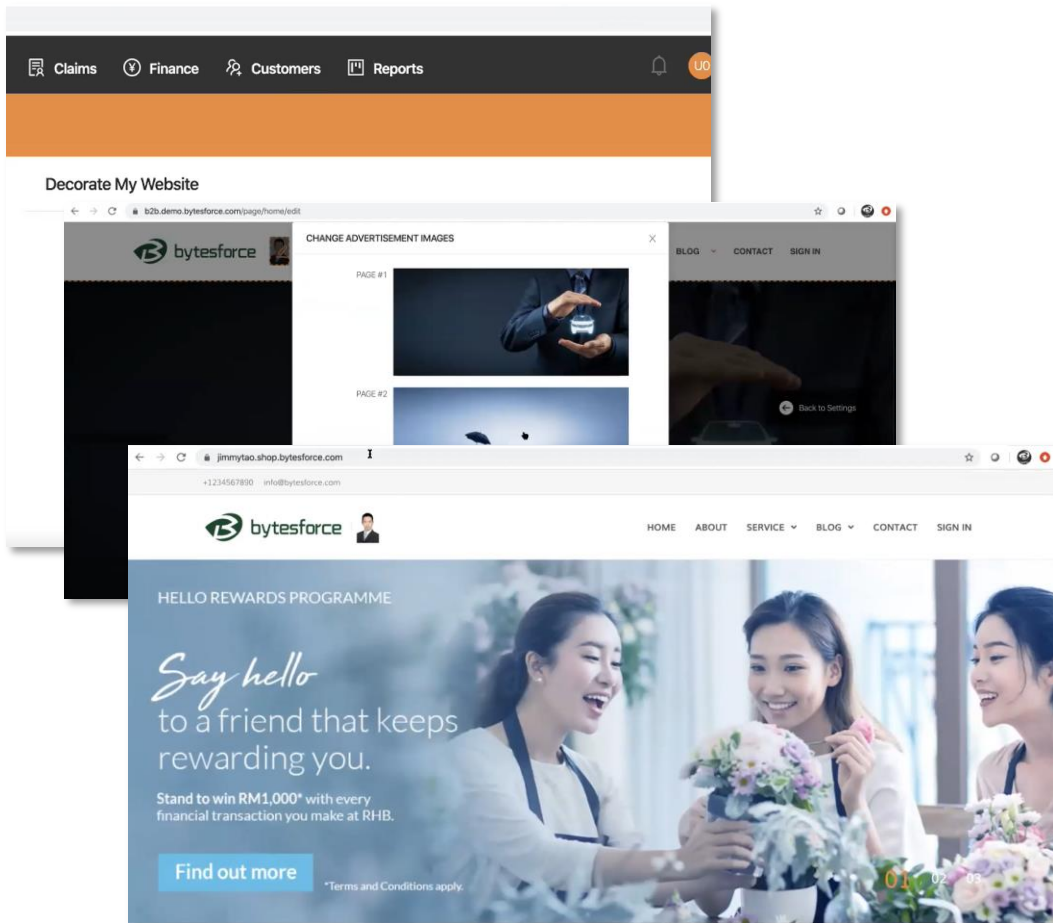 Claims
Finance
Customers
Reports
U0
Decorate My Website
b2b.demo.bytesforce.com/page/home/edit
bytesforce
CHANGE ADVERTISEMENT IMAGES
X
BLOG
CONTACT
SIGN IN
PAGE #1
PAGE #2
Back to Settings
jimmytao.shop.bytesforce.com
+1234567890 info@bytesforce.com
bytesforce
HOME
ABOUT
SERVICE
BLOG
CONTACT
SIGN IN
HELLO REWARDS PROGRAMME
Say hello
to a friend that keeps
rewarding you.
Stand to win RM1,000* with every
financial transaction you make at RHB.
Find out more
*Terms and Conditions apply.
01
02
03